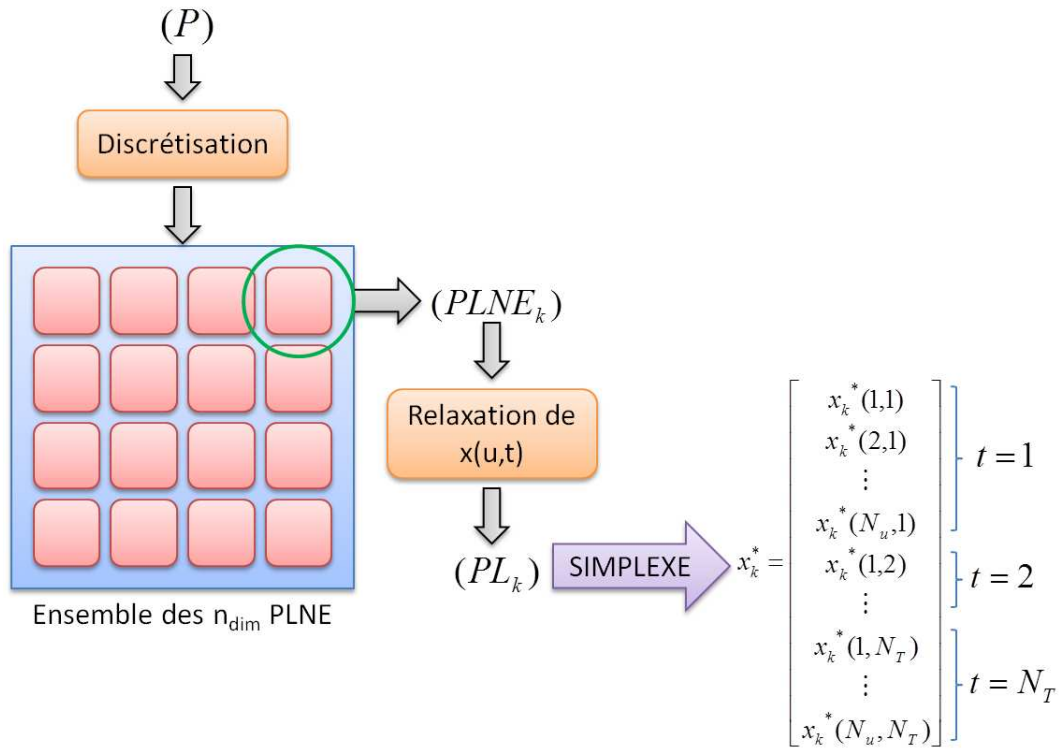 (P)
Discrétisation
(PLNE_k)
Relaxation de
x(u,t)
(PL_k)
SIMPLEXE
Ensemble des n_dim PLNE
x_k^* =
x_k^*(1,1)
x_k^*(2,1)
⋮
x_k^*(N_u,1)
x_k^*(1,2)
⋮
x_k^*(1, N_T)
⋮
x_k^*(N_u, N_T)
t = 1
t = 2
t = N_T